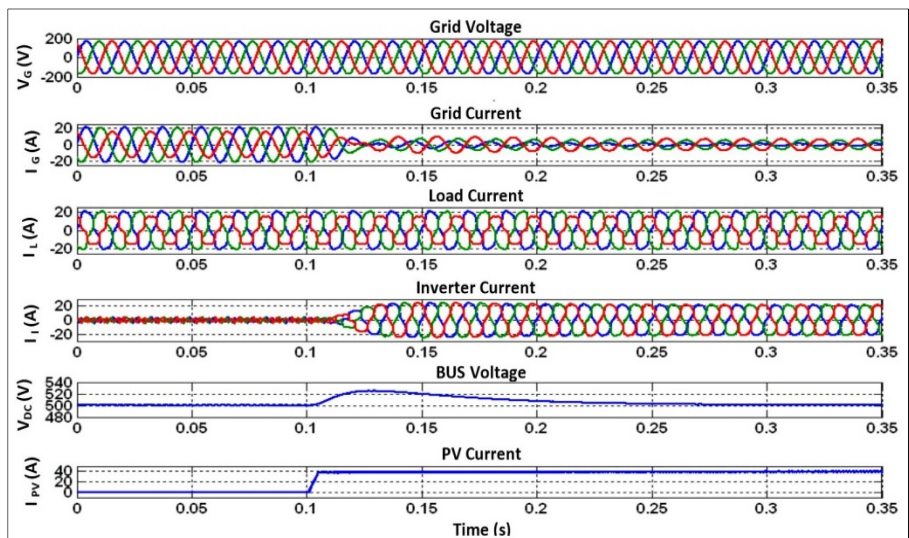 Grid Voltage
V_G (V)
200
0
-200
0 0.05 0.1 0.15 0.2 0.25 0.3 0.35
Grid Current
I_G (A)
20
0
-20
0 0.05 0.1 0.15 0.2 0.25 0.3 0.35
Load Current
I_L (A)
20
0
-20
0 0.05 0.1 0.15 0.2 0.25 0.3 0.35
Inverter Current
I_I (A)
20
0
-20
0 0.05 0.1 0.15 0.2 0.25 0.3 0.35
BUS Voltage
V_DC (V)
540
520
500
480
0 0.05 0.1 0.15 0.2 0.25 0.3 0.35
PV Current
I_PV (A)
40
20
0
0 0.05 0.1 0.15 0.2 0.25 0.3 0.35
Time (s)